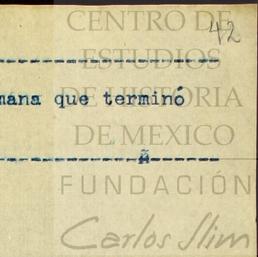 CENTRO DE
42
ESTUDIOS
mana que terminó
DE HISTORIA
DE MEXICO
FUNDACIÓN
Carlos Slim